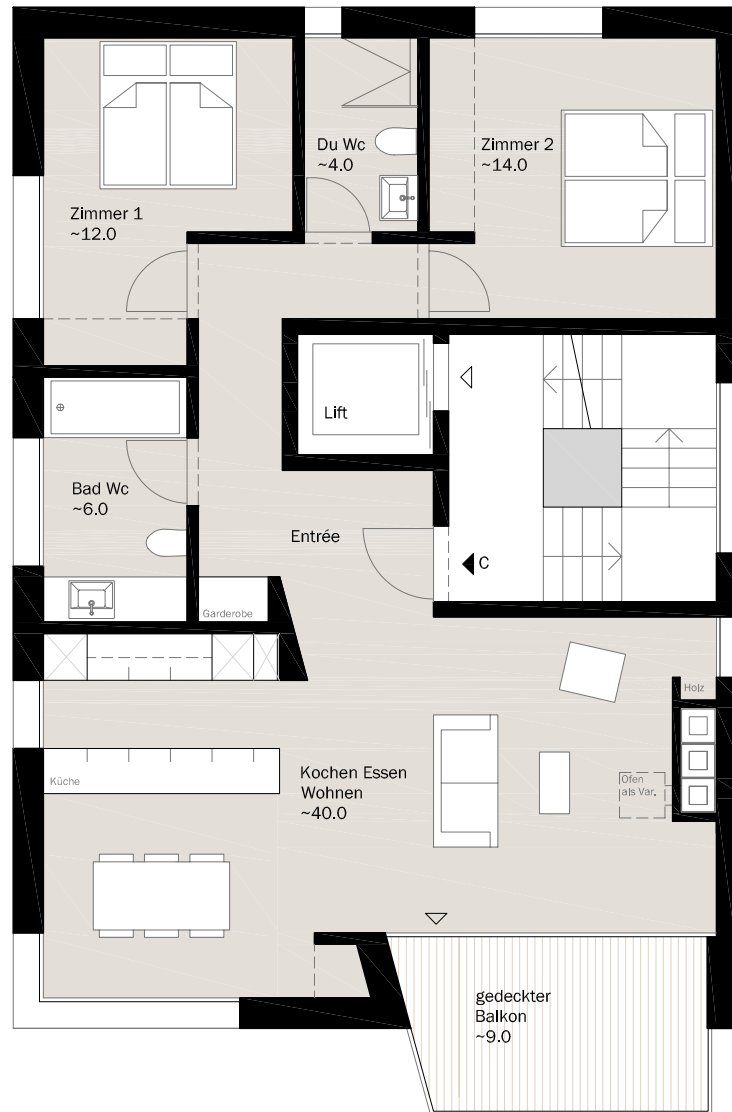 Du Wc
~4.0
Zimmer 2
~14.0
Zimmer 1
~12.0
Lift
Bad Wc
~6.0
Entrée
C
Garderobe
Holz
Küche
Kochen Essen
Wohnen
~40.0
Ofen
als Var.
gedeckter
Balkon
~9.0